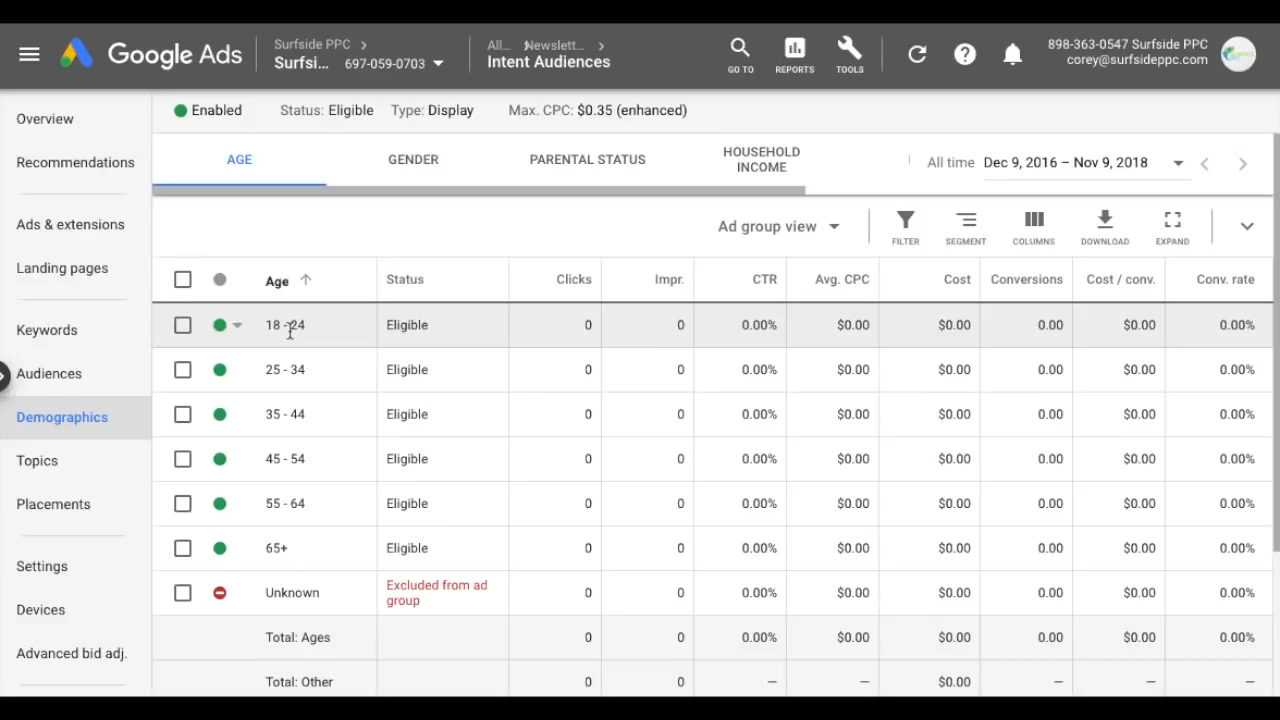 Google Ads
Surfside PPC
Surfsi... 697-059-0703
All... Newslett...
Intent Audiences
GO TO
REPORTS
TOOLS
898-363-0547 Surfside PPC
corey@surfsideppc.com
Overview
Recommendations
Ads & extensions
Landing pages
Keywords
Audiences
Demographics
Topics
Placements
Settings
Devices
Advanced bid adj.
Enabled Status: Eligible Type: Display Max. CPC: $0.35 (enhanced)
AGE
GENDER
PARENTAL STATUS
HOUSEHOLD
INCOME
All time Dec 9, 2016 – Nov 9, 2018
Ad group view
FILTER
SEGMENT
COLUMNS
DOWNLOAD
EXPAND
Age Status Clicks Impr. CTR Avg. CPC Cost Conversions Cost / conv. Conv. rate
18 - 24 Eligible 0 0 0.00% $0.00 $0.00 0.00 $0.00 0.00%
25 - 34 Eligible 0 0 0.00% $0.00 $0.00 0.00 $0.00 0.00%
35 - 44 Eligible 0 0 0.00% $0.00 $0.00 0.00 $0.00 0.00%
45 - 54 Eligible 0 0 0.00% $0.00 $0.00 0.00 $0.00 0.00%
55 - 64 Eligible 0 0 0.00% $0.00 $0.00 0.00 $0.00 0.00%
65+ Eligible 0 0 0.00% $0.00 $0.00 0.00 $0.00 0.00%
Unknown Excluded from ad 0 0 0.00% $0.00 $0.00 0.00 $0.00 0.00%
group
Total: Ages 0 0 0.00% $0.00 $0.00 0.00 $0.00 0.00%
Total: Other 0 0 – – $0.00 – – –